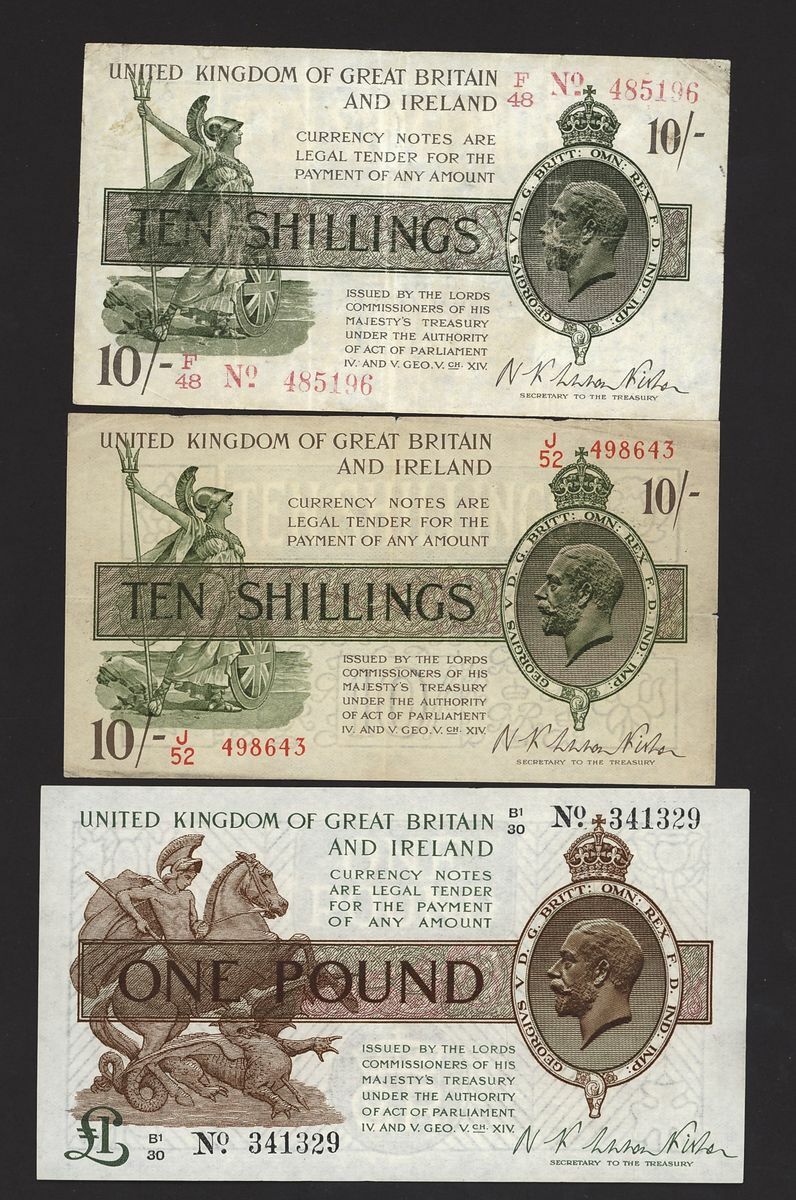 UNITED KINGDOM OF GREAT BRITAIN
AND IRELAND
F
48 Nº 485196
10/-
CURRENCY NOTES ARE
LEGAL TENDER FOR THE
PAYMENT OF ANY AMOUNT
GEORGIVS V D. G. BRITT: OMN: REX F. D. IND: IMP:
TEN SHILLINGS
ISSUED BY THE LORDS
COMMISSIONERS OF HIS
MAJESTY'S TREASURY
UNDER THE AUTHORITY
OF ACT OF PARLIAMENT
IV. AND V. GEO. V. CH. XIV.
10/- F
48 Nº 485196
SECRETARY TO THE TREASURY
UNITED KINGDOM OF GREAT BRITAIN
AND IRELAND
J
52 498643
10/-
CURRENCY NOTES ARE
LEGAL TENDER FOR THE
PAYMENT OF ANY AMOUNT
GEORGIVS V D. G. BRITT: OMN: REX F. D. IND: IMP:
TEN SHILLINGS
ISSUED BY THE LORDS
COMMISSIONERS OF HIS
MAJESTY'S TREASURY
UNDER THE AUTHORITY
OF ACT OF PARLIAMENT
IV. AND V. GEO. V. CH. XIV.
10/- J
52 498643
SECRETARY TO THE TREASURY
UNITED KINGDOM OF GREAT BRITAIN
AND IRELAND
B1
30 Nº 341329
CURRENCY NOTES
ARE LEGAL TENDER
FOR THE PAYMENT
OF ANY AMOUNT
GEORGIVS V D. G. BRITT: OMN: REX F. D. IND: IMP:
ONE POUND
ISSUED BY THE LORDS
COMMISSIONERS OF HIS
MAJESTY'S TREASURY
UNDER THE AUTHORITY
OF ACT OF PARLIAMENT
IV. AND V. GEO. V. CH. XIV.
£1 B1
30 Nº 341329
SECRETARY TO THE TREASURY